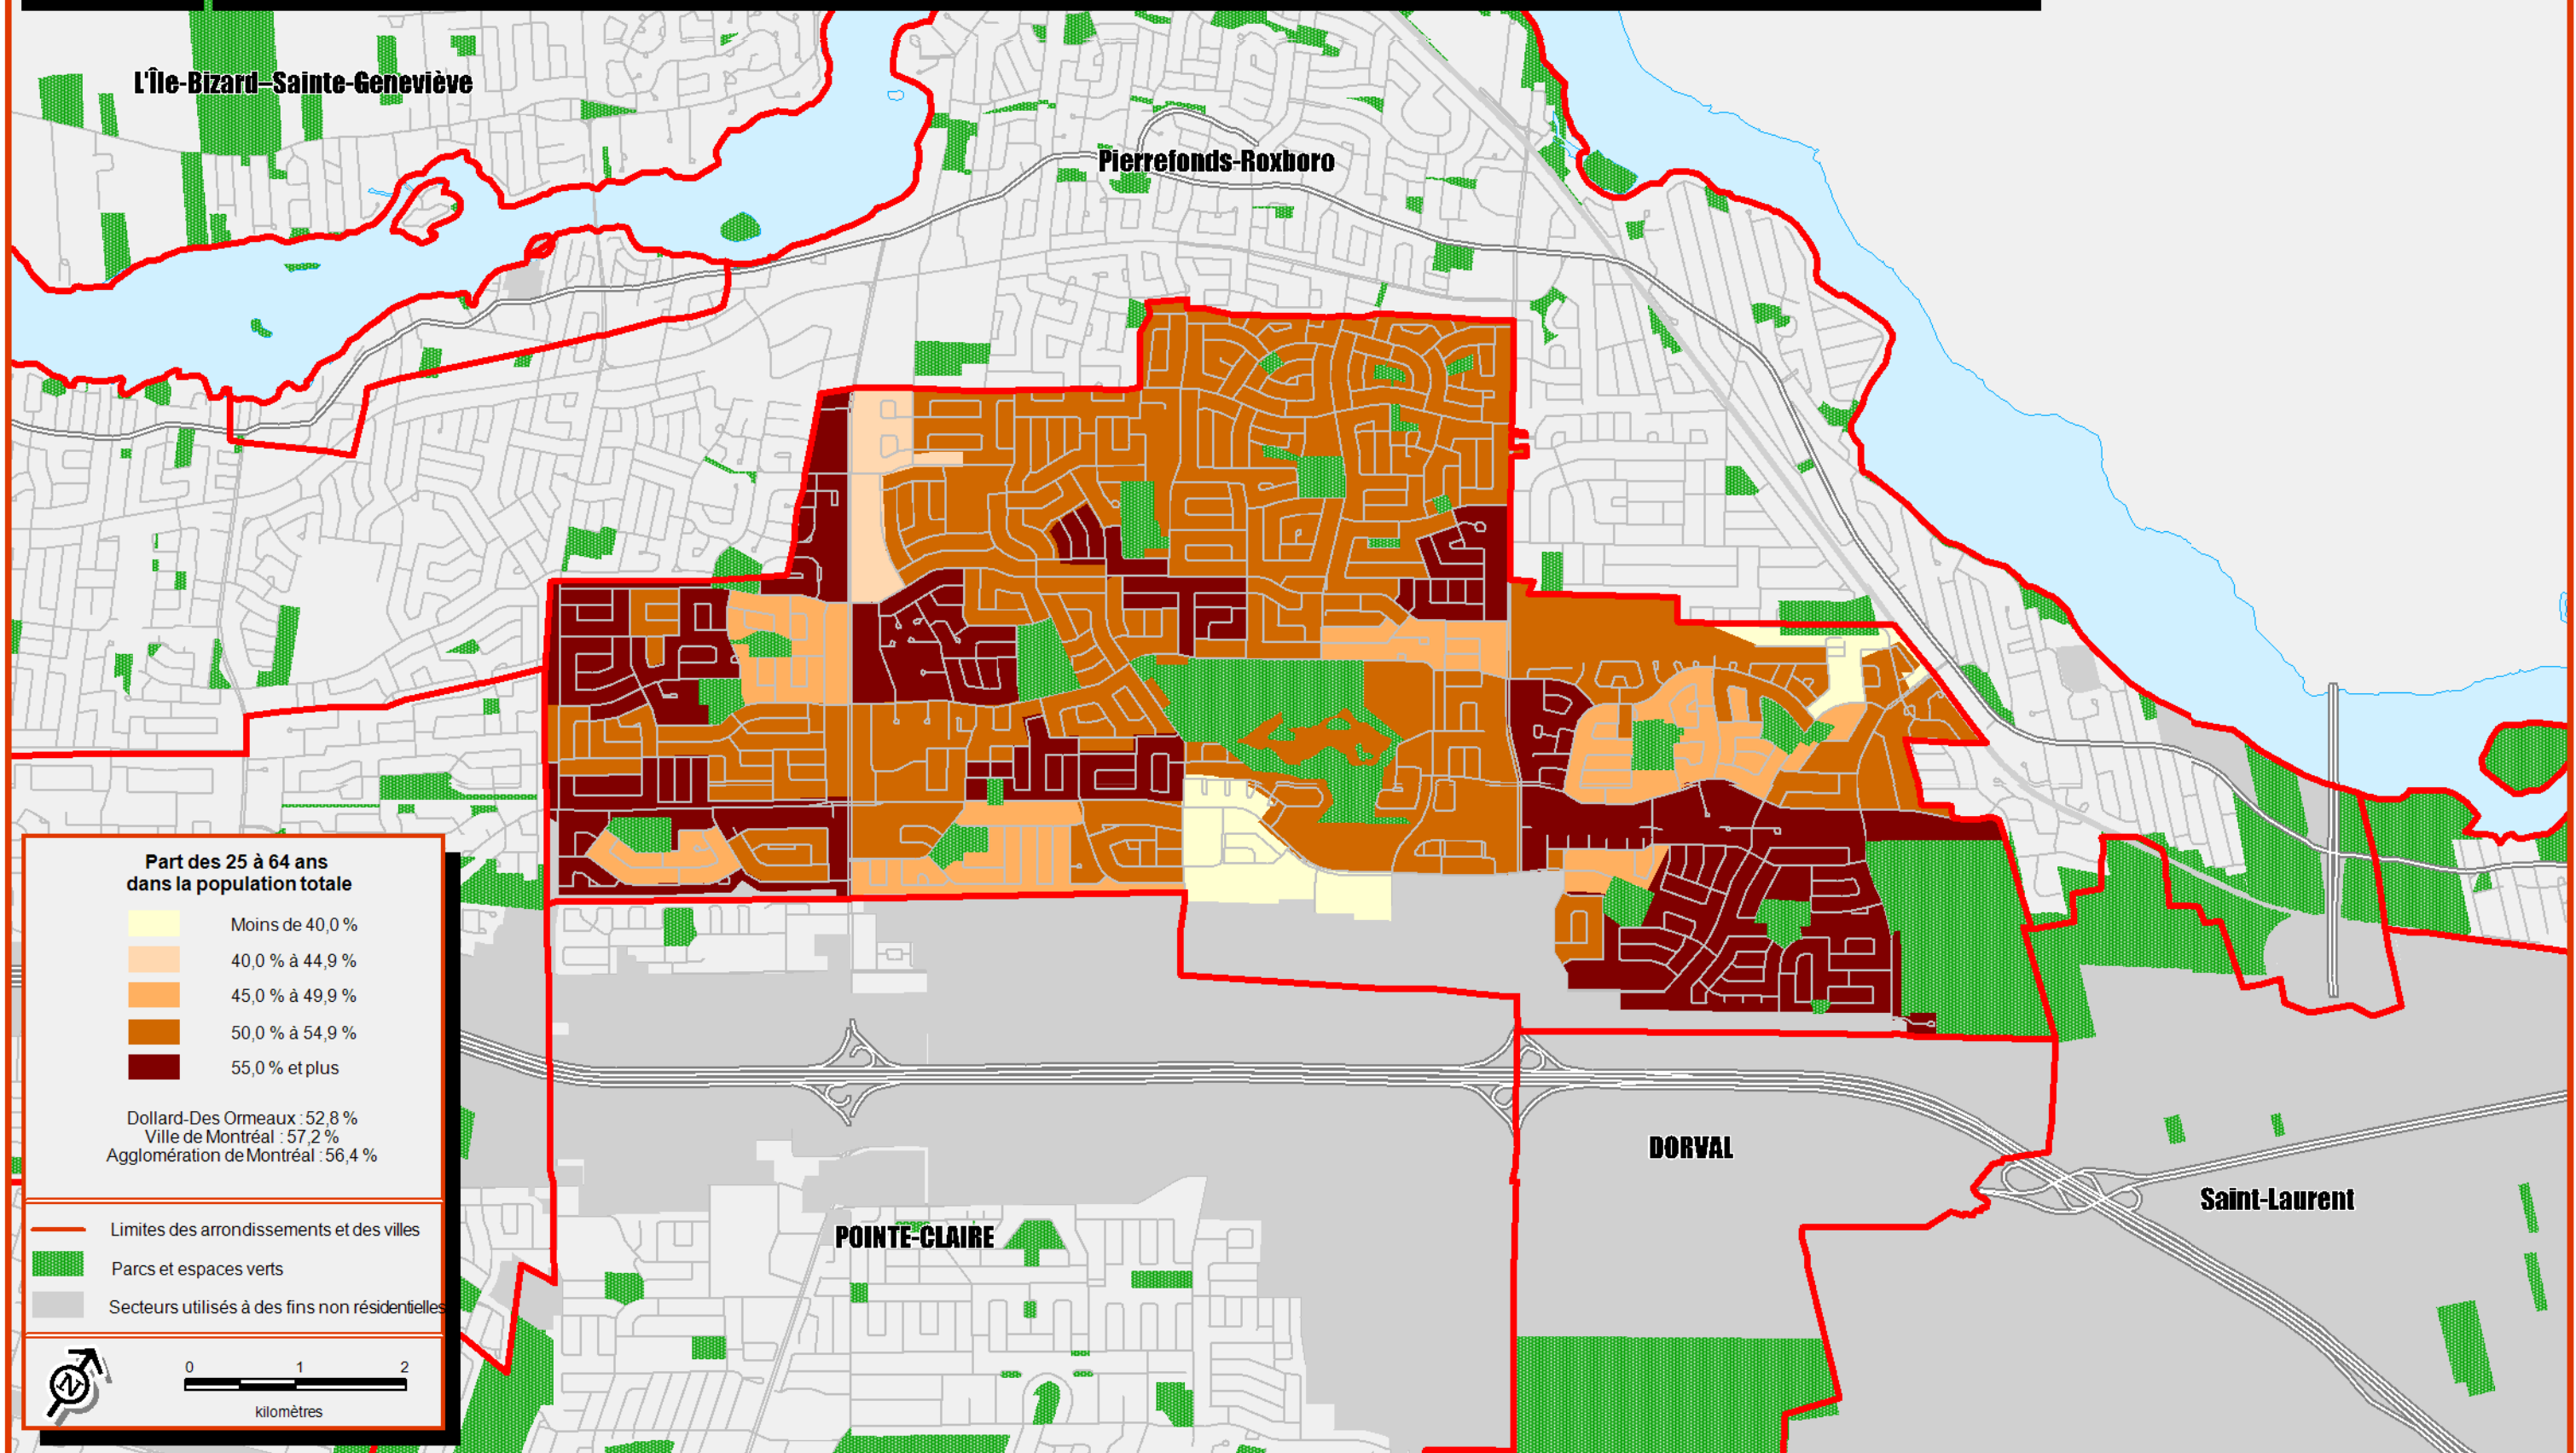 L'Île-Bizard–Sainte-Geneviève
Pierrefonds-Roxboro
Part des 25 à 64 ans
dans la population totale
Moins de 40,0 %
40,0 % à 44,9 %
45,0 % à 49,9 %
50,0 % à 54,9 %
55,0 % et plus
Dollard-Des Ormeaux : 52,8 %
Ville de Montréal : 57,2 %
Agglomération de Montréal : 56,4 %
Limites des arrondissements et des villes
Parcs et espaces verts
Secteurs utilisés à des fins non résidentielles
N
0 1 2
kilomètres
DORVAL
Saint-Laurent
POINTE-CLAIRE